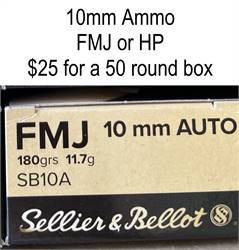 10mm Ammo
FMJ or HP
$25 for a 50 round box
FMJ 10 mm AUTO
180grs 11.7g
SB10A
Sellier & Bellot